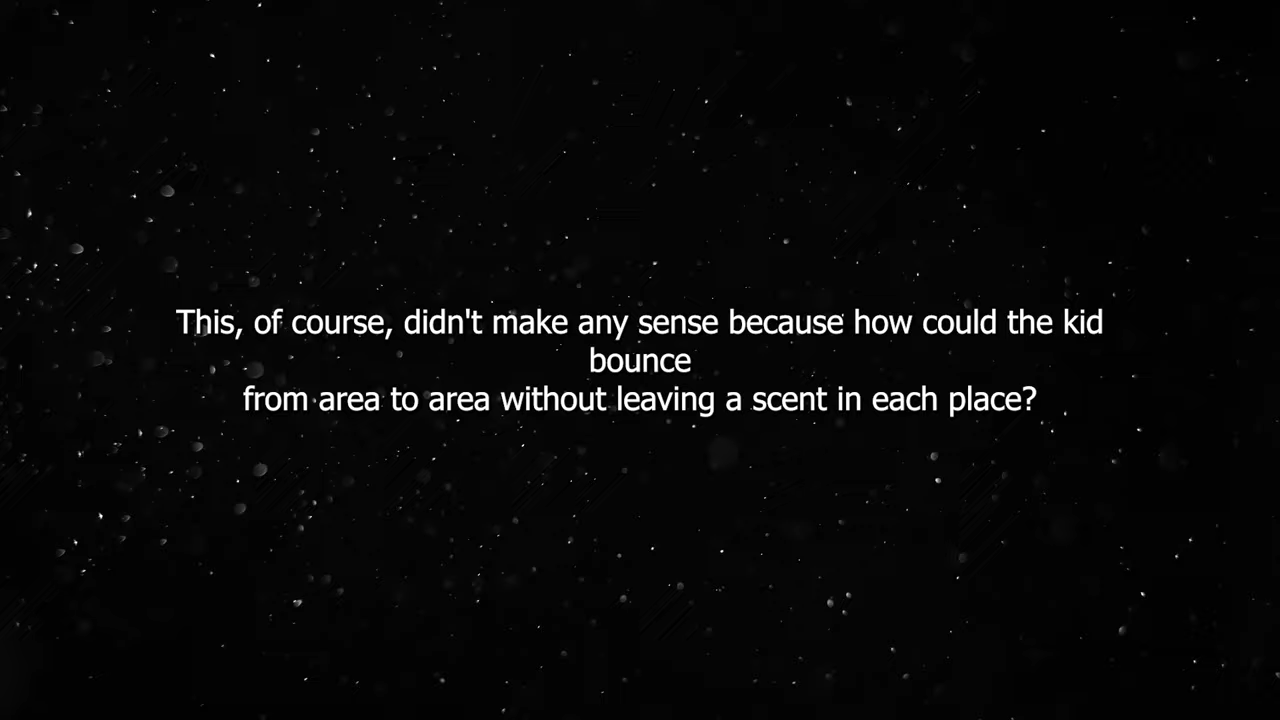 This, of course, didn't make any sense because how could the kid
bounce
from area to area without leaving a scent in each place?